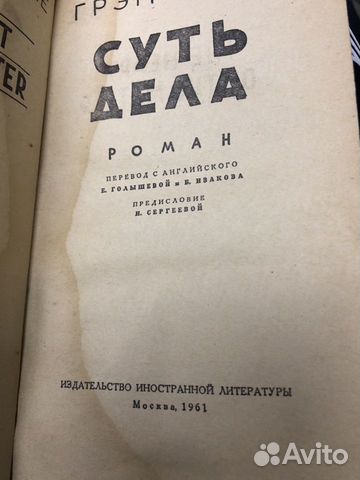 ГРЭ
СУТЬ
ДЕЛА
РОМАН
ПЕРЕВОД С АНГЛИЙСКОГО
Е. ГОЛЫШЕВОЙ и Б. ИЗАКОВА
ПРЕДИСЛОВИЕ
Н. СЕРГЕЕВОЙ
ИЗДАТЕЛЬСТВО ИНОСТРАННОЙ ЛИТЕРАТУРЫ
Москва, 1961
Avito